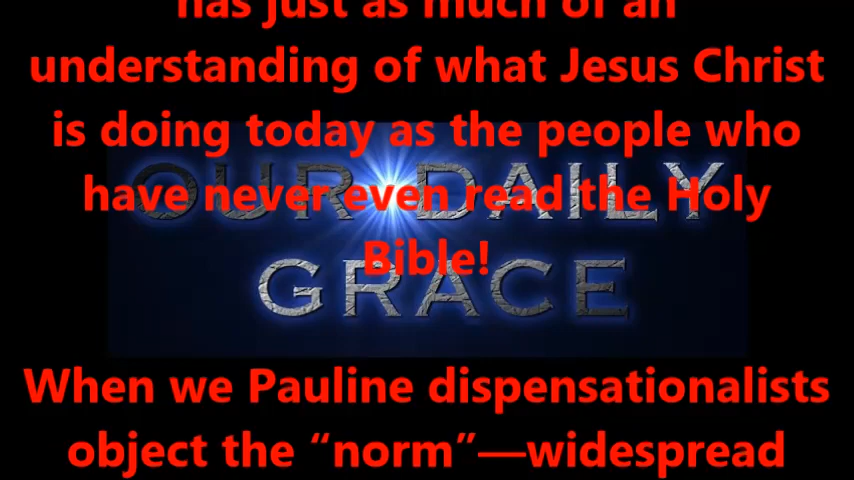 has just as much of an
understanding of what Jesus Christ
is doing today as the people who
have never even read the Holy
Bible!
OUR DAILY
GRACE
When we Pauline dispensationalists
object the “norm”—widespread